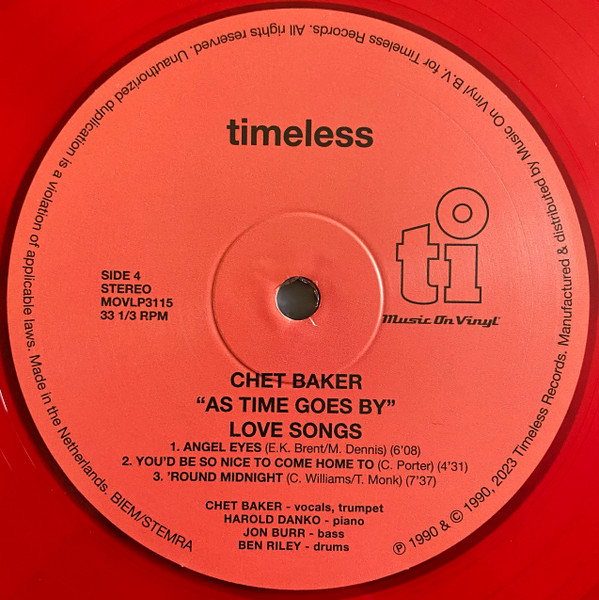 timeless
ti
Music On Vinyl
SIDE 4
STEREO
MOVLP3115
33 1/3 RPM
CHET BAKER
“AS TIME GOES BY”
LOVE SONGS
1. ANGEL EYES (E.K. Brent/M. Dennis) (6'08)
2. YOU'D BE SO NICE TO COME HOME TO (C. Porter) (4'31)
3. 'ROUND MIDNIGHT (C. Williams/T. Monk) (7'37)
CHET BAKER - vocals, trumpet
HAROLD DANKO - piano
JON BURR - bass
BEN RILEY - drums
℗ 1990 & © 1990, 2023 Timeless Records. Manufactured & distributed by Music On Vinyl B.V. for Timeless Records. All rights reserved. Unauthorized duplication is a violation of applicable laws. Made in the Netherlands. BIEM/STEMRA